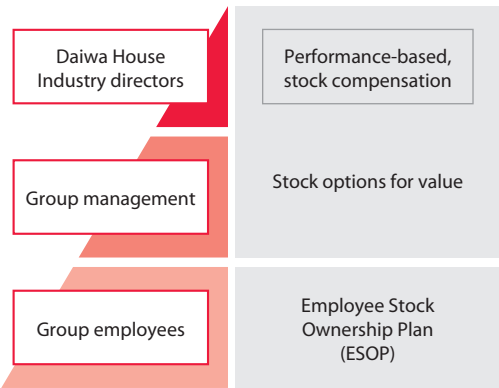 Daiwa House
Industry directors
Performance-based,
stock compensation
Group management
Stock options for value
Group employees
Employee Stock
Ownership Plan
(ESOP)